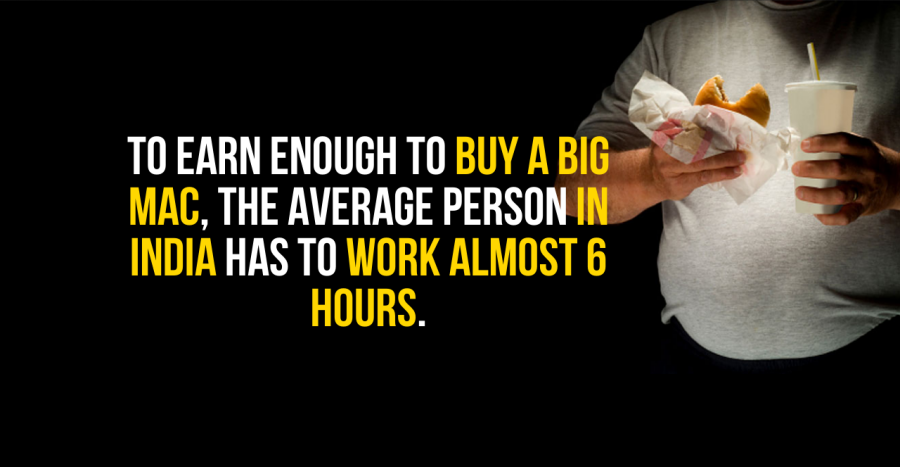 TO EARN ENOUGH TO BUY A BIG
MAC, THE AVERAGE PERSON IN
INDIA HAS TO WORK ALMOST 6
HOURS.